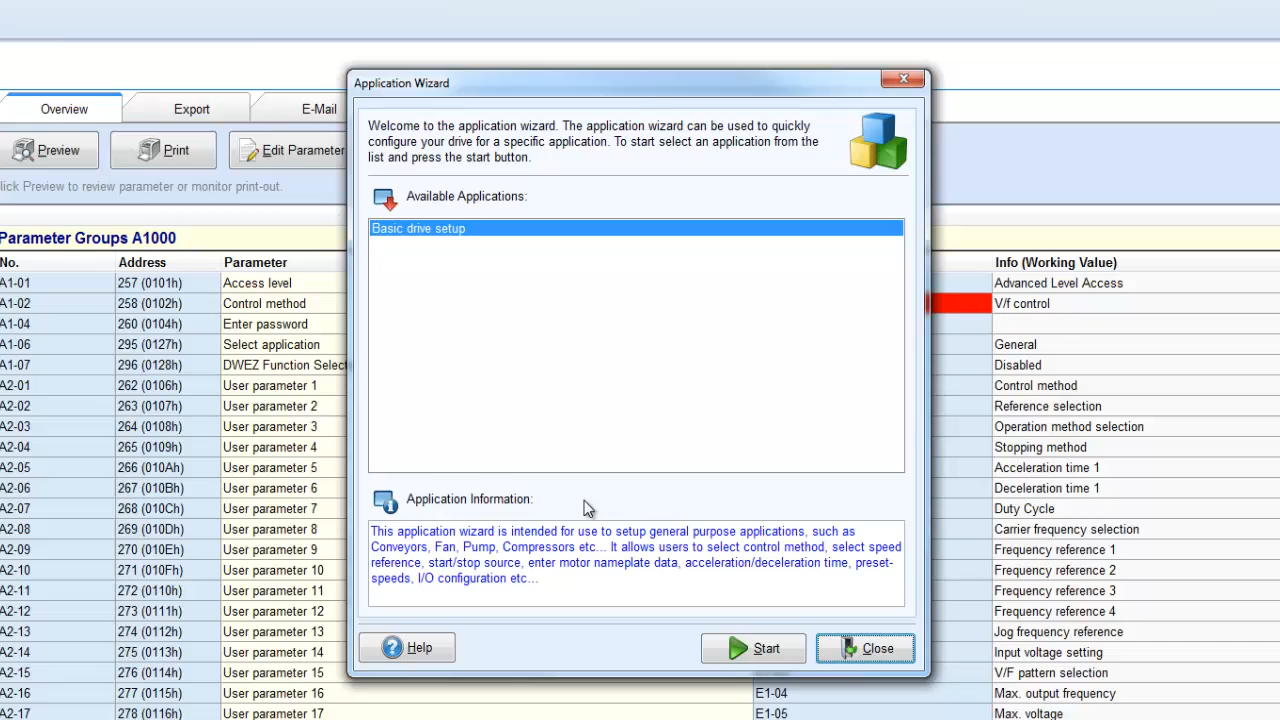 Application Wizard
Overview
Export
E-Mail
Preview
Print
Edit Parameter
lick Preview to review parameter or monitor print-out.
Welcome to the application wizard. The application wizard can be used to quickly
configure your drive for a specific application. To start select an application from the
list and press the start button.
Available Applications:
Basic drive setup
Application Information:
This application wizard is intended for use to setup general purpose applications, such as
Conveyors, Fan, Pump, Compressors etc... It allows users to select control method, select speed
reference, start/stop source, enter motor nameplate data, acceleration/deceleration time, preset-
speeds, I/O configuration etc...
Help
Start
Close
Parameter Groups A1000
No. Address Parameter Info (Working Value)
A1-01 257 (0101h) Access level Advanced Level Access
A1-02 258 (0102h) Control method V/f control
A1-04 260 (0104h) Enter password
A1-06 295 (0127h) Select application General
A1-07 296 (0128h) DWEZ Function Select Disabled
A2-01 262 (0106h) User parameter 1 Control method
A2-02 263 (0107h) User parameter 2 Reference selection
A2-03 264 (0108h) User parameter 3 Operation method selection
A2-04 265 (0109h) User parameter 4 Stopping method
A2-05 266 (010Ah) User parameter 5 Acceleration time 1
A2-06 267 (010Bh) User parameter 6 Deceleration time 1
A2-07 268 (010Ch) User parameter 7 Duty Cycle
A2-08 269 (010Dh) User parameter 8 Carrier frequency selection
A2-09 270 (010Eh) User parameter 9 Frequency reference 1
A2-10 271 (010Fh) User parameter 10 Frequency reference 2
A2-11 272 (0110h) User parameter 11 Frequency reference 3
A2-12 273 (0111h) User parameter 12 Frequency reference 4
A2-13 274 (0112h) User parameter 13 Jog frequency reference
A2-14 275 (0113h) User parameter 14 Input voltage setting
A2-15 276 (0114h) User parameter 15 V/F pattern selection
A2-16 277 (0115h) User parameter 16 E1-04 Max. output frequency
A2-17 278 (0116h) User parameter 17 E1-05 Max. voltage